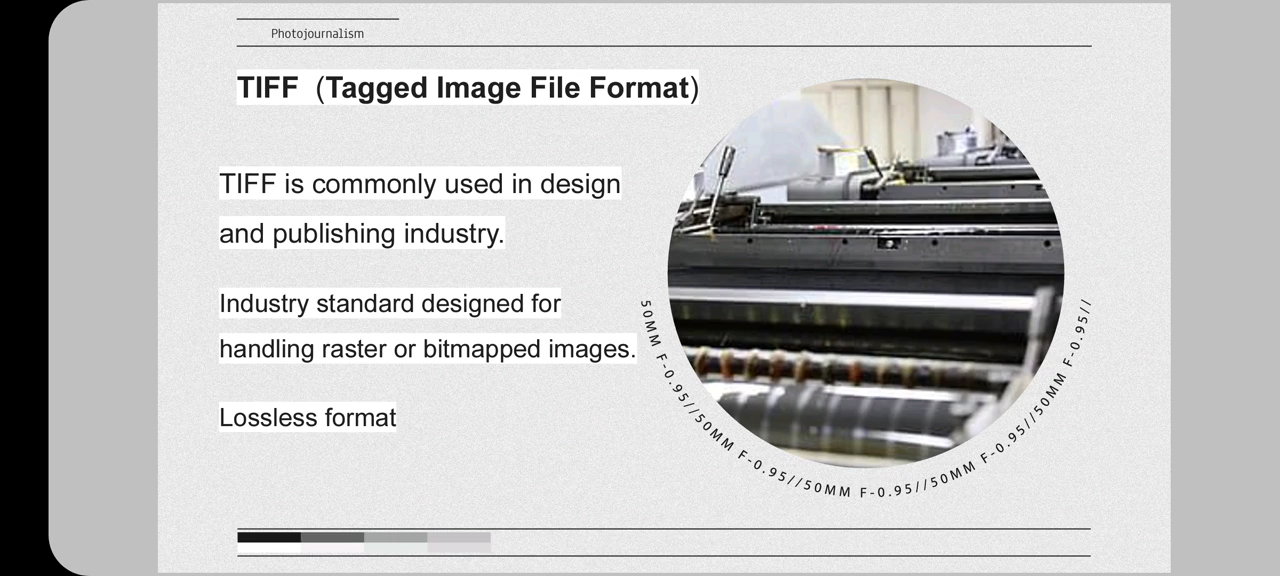 Photojournalism
TIFF  (Tagged Image File Format)
TIFF is commonly used in design
and publishing industry.
Industry standard designed for
handling raster or bitmapped images.
Lossless format
50MM F-0.95//50MM F-0.95//50MM F-0.95//50MM F-0.95//50MM F-0.95//